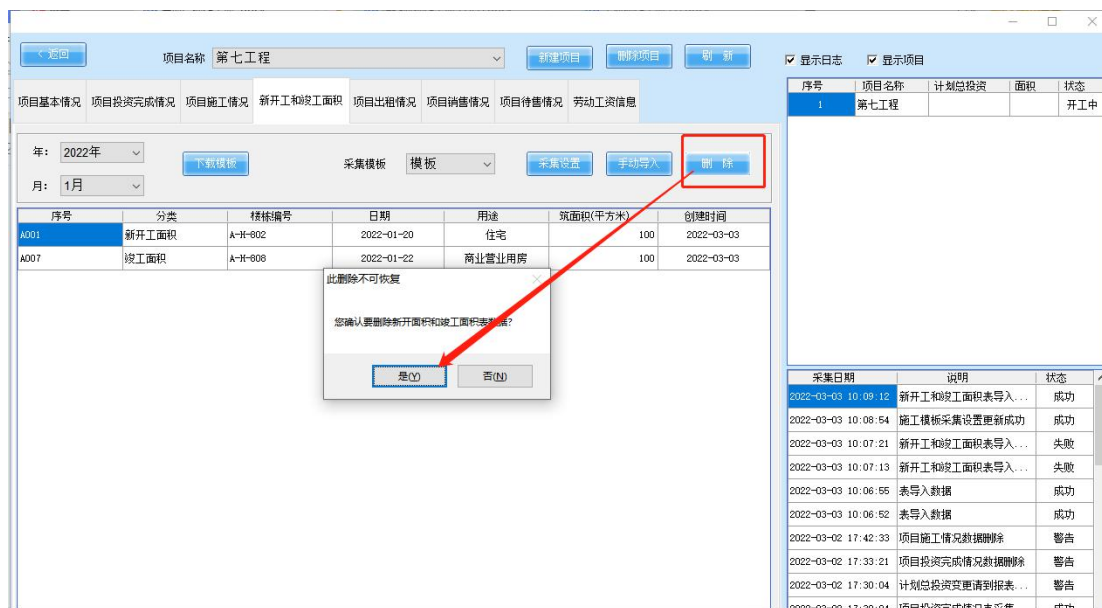 < 返回
项目名称 第七工程
新建项目
删除项目
刷 新
显示日志
显示项目
项目基本情况 项目投资完成情况 项目施工情况 新开工和竣工面积 项目出租情况 项目销售情况 项目待售情况 劳动工资信息
年: 2022年
月: 1月
下载模板
采集模板 模板
采集设置
手动导入
删 除
序号 分类 楼栋编号 日期 用途 筑面积(平方米) 创建时间
A001 新开工面积 A-H-602 2022-01-20 住宅 100 2022-03-03
A007 竣工面积 A-H-608 2022-01-22 商业营业用房 100 2022-03-03
此删除不可恢复
您确认要删除新开面积和竣工面积表数据?
是(Y)
否(N)
序号 项目名称 计划总投资 面积 状态
1 第七工程 开工中
采集日期 说明 状态
2022-03-03 10:09:12 新开工和竣工面积表导入... 成功
2022-03-03 10:08:54 施工模板采集设置更新成功 成功
2022-03-03 10:07:21 新开工和竣工面积表导入... 失败
2022-03-03 10:07:13 新开工和竣工面积表导入... 失败
2022-03-03 10:06:55 表导入数据 成功
2022-03-03 10:06:52 表导入数据 成功
2022-03-02 17:42:33 项目施工情况数据删除 警告
2022-03-02 17:33:21 项目投资完成情况数据删除 警告
2022-03-02 17:30:04 计划总投资变更请到报表... 警告